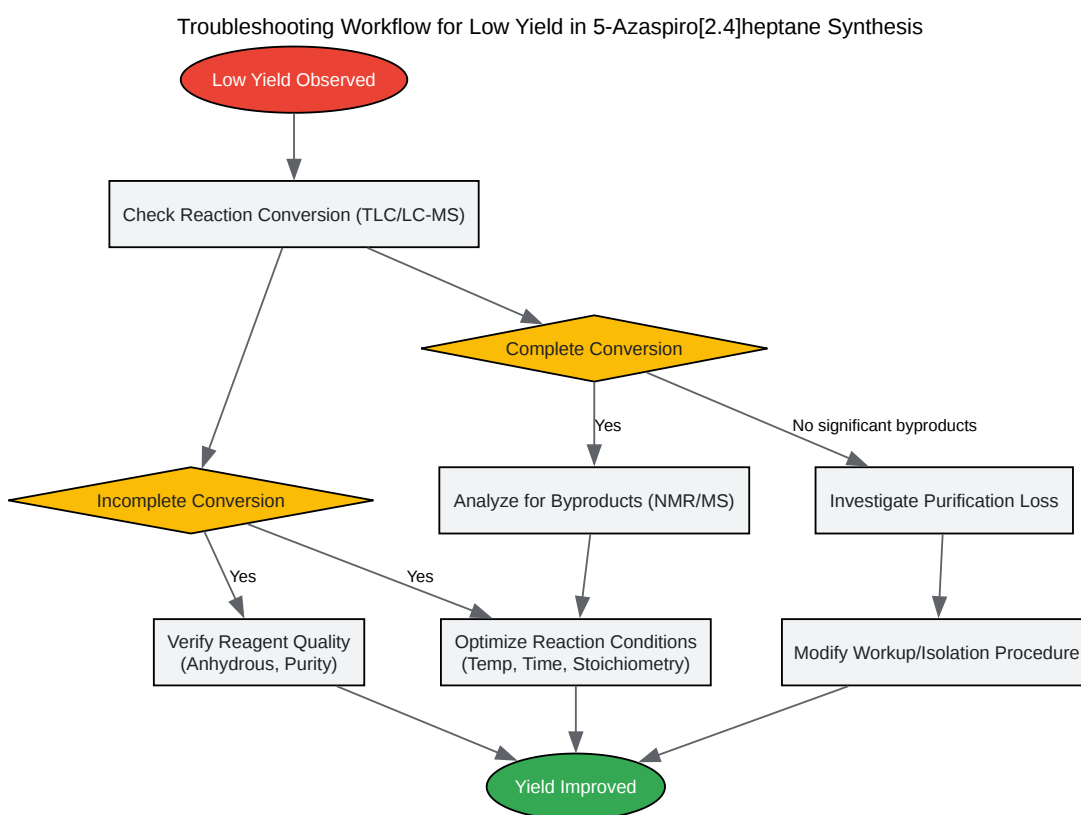 Troubleshooting Workflow for Low Yield in 5-Azaspiro[2.4]heptane Synthesis
Low Yield Observed
Check Reaction Conversion (TLC/LC-MS)
Complete Conversion
Yes
No significant byproducts
Incomplete Conversion
Analyze for Byproducts (NMR/MS)
Investigate Purification Loss
Yes
Yes
Verify Reagent Quality
(Anhydrous, Purity)
Optimize Reaction Conditions
(Temp, Time, Stoichiometry)
Modify Workup/Isolation Procedure
Yield Improved